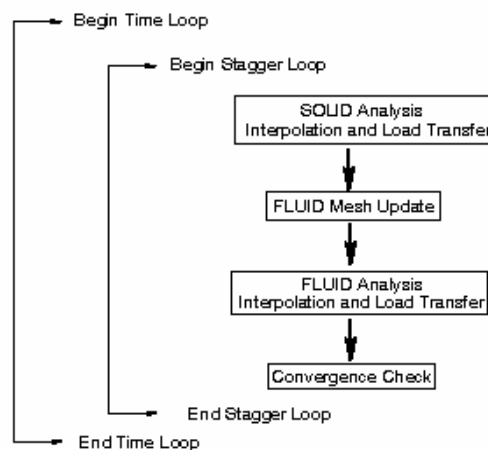 Begin Time Loop
Begin Stagger Loop
SOLID Analysis
Interpolation and Load Transfer
FLUID Mesh Update
FLUID Analysis
Interpolation and Load Transfer
Convergence Check
End Stagger Loop
End Time Loop